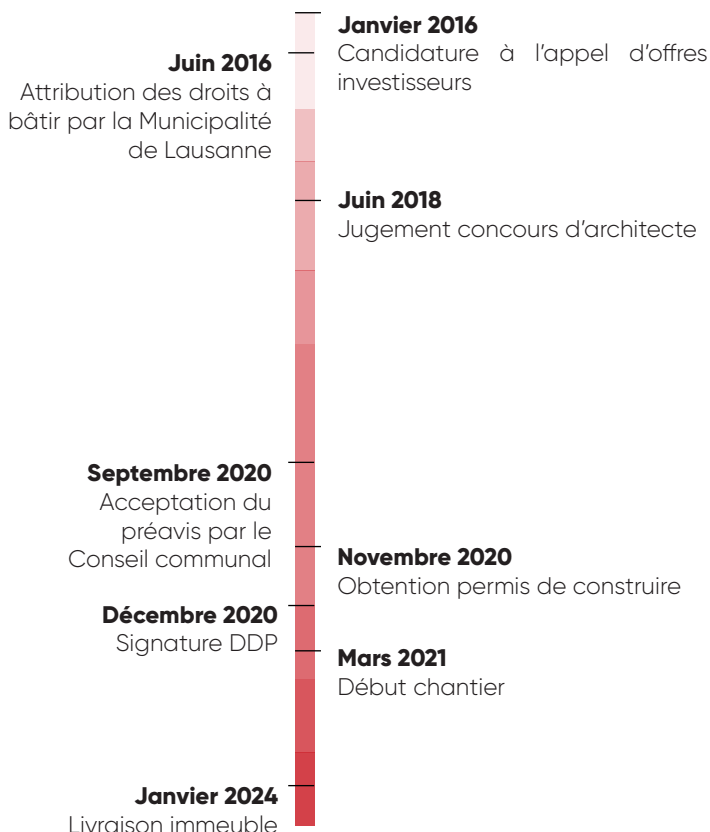 Janvier 2016
Candidature à l'appel d'offres
investisseurs
Juin 2016
Attribution des droits à
bâtir par la Municipalité
de Lausanne
Juin 2018
Jugement concours d'architecte
Septembre 2020
Acceptation du
préavis par le
Conseil communal
Novembre 2020
Obtention permis de construire
Décembre 2020
Signature DDP
Mars 2021
Début chantier
Janvier 2024
Livraison immeuble